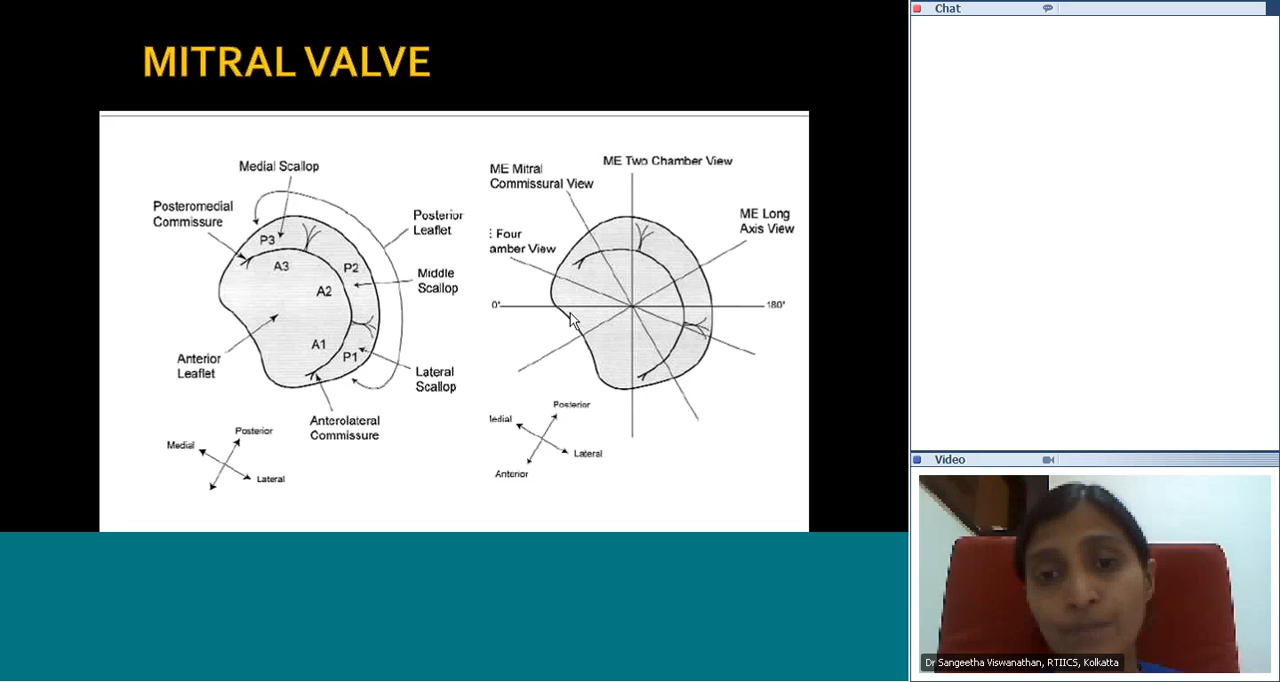 MITRAL VALVE
Medial Scallop
Posteromedial
Commissure
Posterior
Leaflet
P3
A3
P2
A2
Middle
Scallop
A1
P1
Anterior
Leaflet
Lateral
Scallop
Anterolateral
Commissure
Posterior
Medial
Lateral
ME Two Chamber View
ME Mitral
Commissural View
ME Long
Axis View
: Four
amber View
0°
180°
Posterior
ledial
Lateral
Anterior
Chat
Video
Dr Sangeetha Viswanathan, RTIICS, Kolkatta